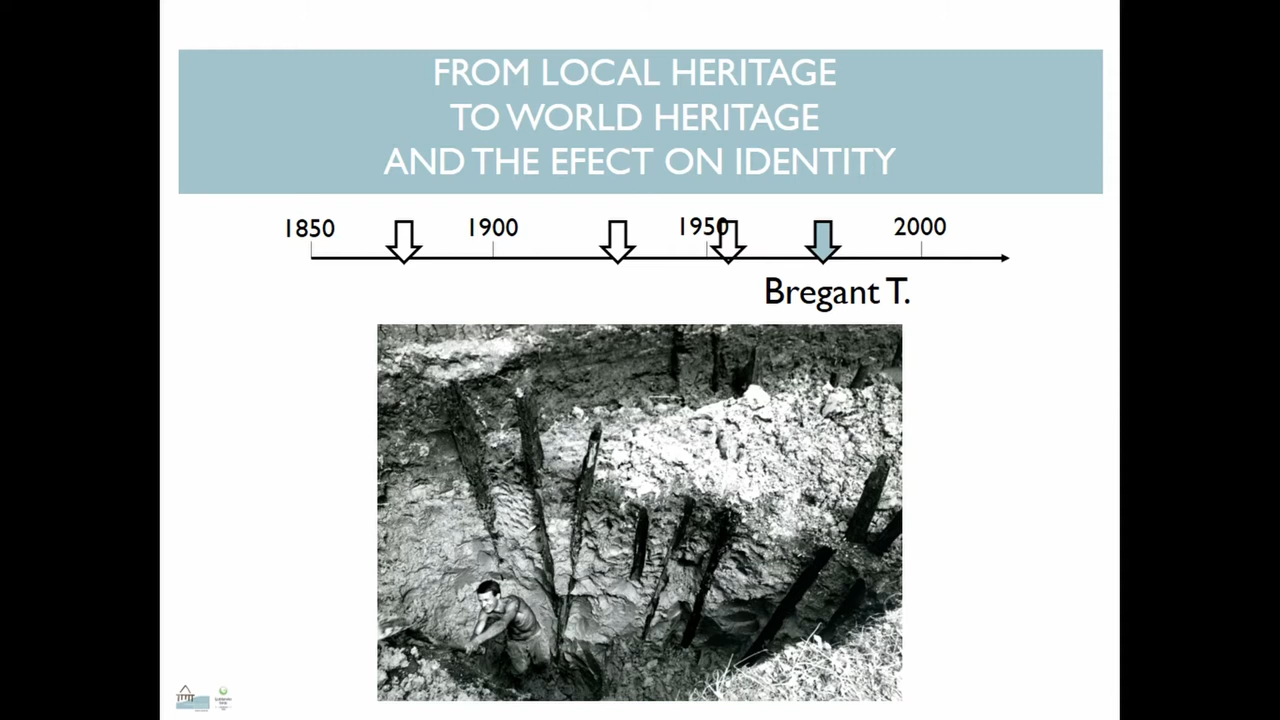 FROM LOCAL HERITAGE
TO WORLD HERITAGE
AND THE EFECT ON IDENTITY
1850 1900 1950 2000
Bregant T.